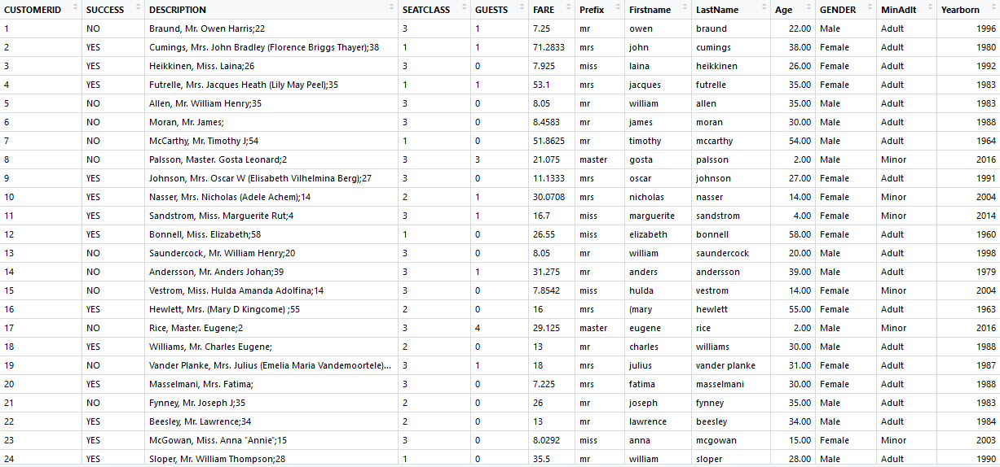 CUSTOMERID SUCCESS DESCRIPTION SEATCLASS GUESTS FARE Prefix Firstname LastName Age GENDER MinAdlt Yearborn
1 NO Braund, Mr. Owen Harris;22 3 1 7.25 mr owen braund 22.00 Male Adult 1996
2 YES Cumings, Mrs. John Bradley (Florence Briggs Thayer);38 1 1 71.2833 mrs john cumings 38.00 Female Adult 1980
3 YES Heikkinen, Miss. Laina;26 3 0 7.925 miss laina heikkinen 26.00 Female Adult 1992
4 YES Futrelle, Mrs. Jacques Heath (Lily May Peel);35 1 1 53.1 mrs jacques futrelle 35.00 Female Adult 1983
5 NO Allen, Mr. William Henry;35 3 0 8.05 mr william allen 35.00 Male Adult 1983
6 NO Moran, Mr. James; 3 0 8.4583 mr james moran 30.00 Male Adult 1988
7 NO McCarthy, Mr. Timothy J;54 1 0 51.8625 mr timothy mccarthy 54.00 Male Adult 1964
8 NO Palsson, Master. Gosta Leonard;2 3 3 21.075 master gosta palsson 2.00 Male Minor 2016
9 YES Johnson, Mrs. Oscar W (Elisabeth Vilhelmina Berg);27 3 0 11.1333 mrs oscar johnson 27.00 Female Adult 1991
10 YES Nasser, Mrs. Nicholas (Adele Achem);14 2 1 30.0708 mrs nicholas nasser 14.00 Female Minor 2004
11 YES Sandstrom, Miss. Marguerite Rut;4 3 1 16.7 miss marguerite sandstrom 4.00 Female Minor 2014
12 YES Bonnell, Miss. Elizabeth;58 1 0 26.55 miss elizabeth bonnell 58.00 Female Adult 1960
13 NO Saundercock, Mr. William Henry;20 3 0 8.05 mr william saundercock 20.00 Male Adult 1998
14 NO Andersson, Mr. Anders Johan;39 3 1 31.275 mr anders andersson 39.00 Male Adult 1979
15 NO Vestrom, Miss. Hulda Amanda Adolfina;14 3 0 7.8542 miss hulda vestrom 14.00 Female Minor 2004
16 YES Hewlett, Mrs. (Mary D Kingcome) ;55 2 0 16 mrs (mary hewlett 55.00 Female Adult 1963
17 NO Rice, Master. Eugene;2 3 4 29.125 master eugene rice 2.00 Male Minor 2016
18 YES Williams, Mr. Charles Eugene; 2 0 13 mr charles williams 30.00 Male Adult 1988
19 NO Vander Planke, Mrs. Julius (Emelia Maria Vandemoortele)... 3 1 18 mrs julius vander planke 31.00 Female Adult 1987
20 YES Masselmani, Mrs. Fatima; 3 0 7.225 mrs fatima masselmani 30.00 Female Adult 1988
21 NO Fynney, Mr. Joseph J;35 2 0 26 mr joseph fynney 35.00 Male Adult 1983
22 YES Beesley, Mr. Lawrence;34 2 0 13 mr lawrence beesley 34.00 Male Adult 1984
23 YES McGowan, Miss. Anna "Annie";15 3 0 8.0292 miss anna mcgowan 15.00 Female Minor 2003
24 YES Sloper, Mr. William Thompson;28 1 0 35.5 mr william sloper 28.00 Male Adult 1990